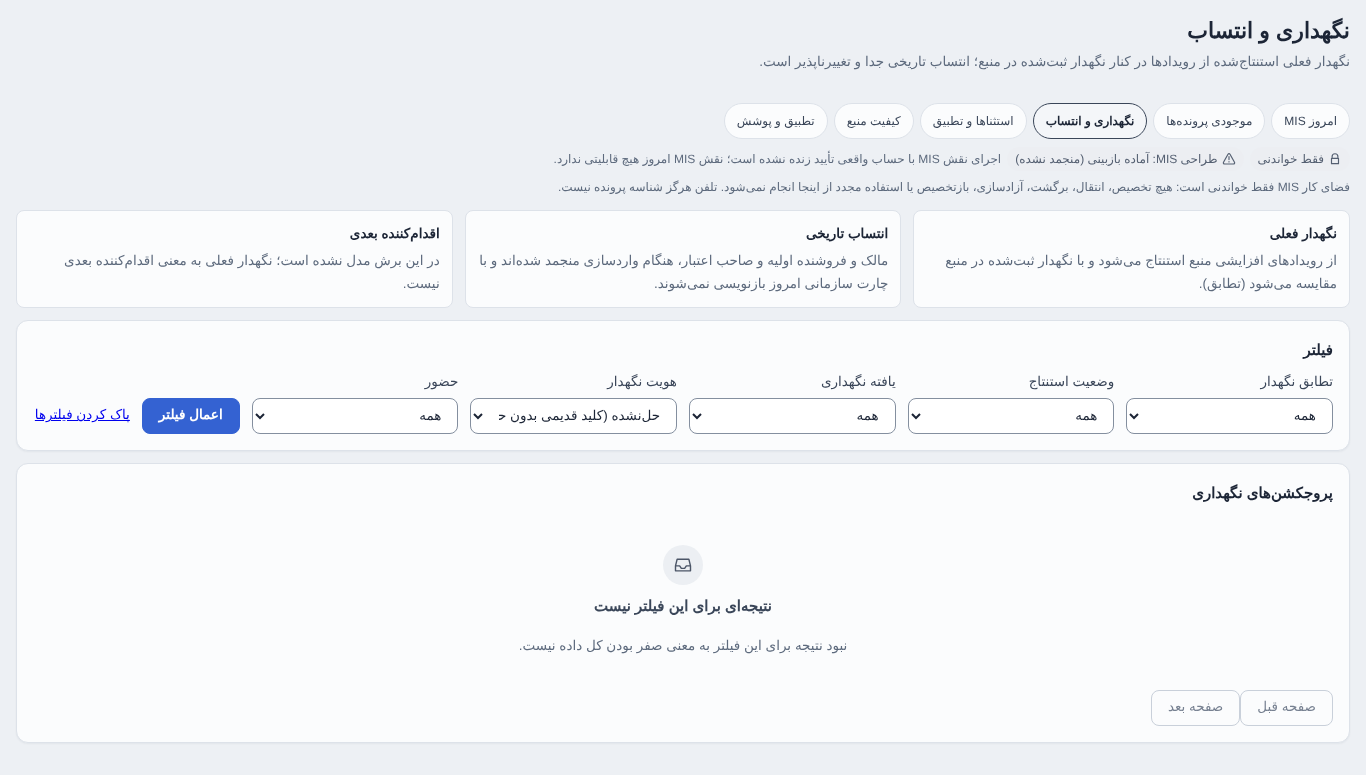 نگهداری و انتساب
نگهدار فعلی استنتاج‌شده از رویدادها در کنار نگهدار ثبت‌شده در منبع؛ انتساب تاریخی جدا و تغییرناپذیر است.
امروز MIS
موجودی پرونده‌ها
نگهداری و انتساب
استثناها و تطبیق
کیفیت منبع
تطبیق و پوشش
فقط خواندنی
طراحی MIS: آماده بازبینی (منجمد نشده)
اجرای نقش MIS با حساب واقعی تأیید زنده نشده است؛ نقش MIS امروز هیچ قابلیتی ندارد.
فضای کار MIS فقط خواندنی است: هیچ تخصیص، انتقال، برگشت، آزادسازی، بازتخصیص یا استفاده مجدد از اینجا انجام نمی‌شود. تلفن هرگز شناسه پرونده نیست.
نگهدار فعلی
از رویدادهای افزایشی منبع استنتاج می‌شود و با نگهدار ثبت‌شده در منبع
مقایسه می‌شود (تطابق).
انتساب تاریخی
مالک و فروشنده اولیه و صاحب اعتبار، هنگام واردسازی منجمد شده‌اند و با
چارت سازمانی امروز بازنویسی نمی‌شوند.
اقدام‌کننده بعدی
در این برش مدل نشده است؛ نگهدار فعلی به معنی اقدام‌کننده بعدی
نیست.
فیلتر
تطابق نگهدار
وضعیت استنتاج
یافته نگهداری
هویت نگهدار
حضور
همه
همه
همه
حل‌نشده (کلید قدیمی بدون ح
همه
اعمال فیلتر
پاک کردن فیلترها
پروجکشن‌های نگهداری
نتیجه‌ای برای این فیلتر نیست
نبود نتیجه برای این فیلتر به معنی صفر بودن کل داده نیست.
صفحه قبل
صفحه بعد